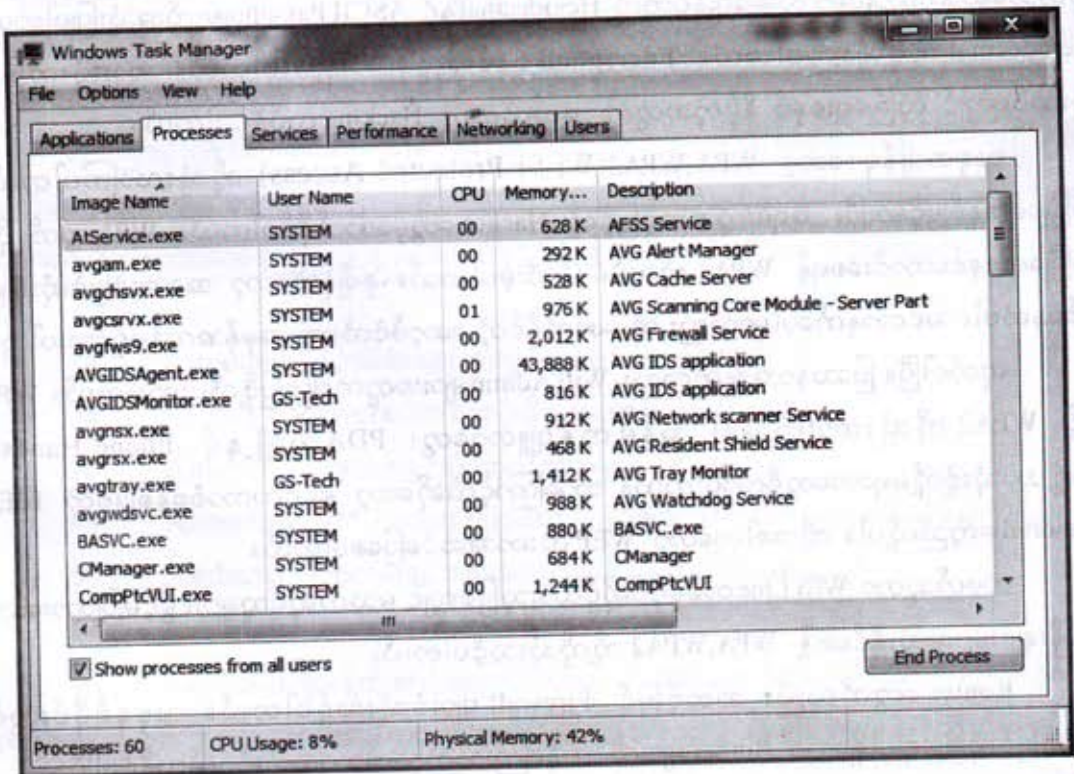 Windows Task Manager
File Options View Help
Applications Processes Services Performance Networking Users
Image Name User Name CPU Memory... Description
AtService.exe SYSTEM 00 628 K AFSS Service
avgam.exe SYSTEM 00 292 K AVG Alert Manager
avgchsvx.exe SYSTEM 00 528 K AVG Cache Server
avgcsrvx.exe SYSTEM 01 976 K AVG Scanning Core Module - Server Part
avgfws9.exe SYSTEM 00 2,012 K AVG Firewall Service
AVGIDSAgent.exe SYSTEM 00 43,888 K AVG IDS application
AVGIDSMonitor.exe GS-Tech 00 816 K AVG IDS application
avgnsx.exe SYSTEM 00 912 K AVG Network scanner Service
avgrsx.exe SYSTEM 00 468 K AVG Resident Shield Service
avgtray.exe GS-Tech 00 1,412 K AVG Tray Monitor
avgwdsvc.exe SYSTEM 00 988 K AVG Watchdog Service
BASVC.exe SYSTEM 00 880 K BASVC.exe
CManager.exe SYSTEM 00 684 K CManager
CompPtcVUI.exe SYSTEM 00 1,244 K CompPtcVUI
Show processes from all users End Process
Processes: 60 CPU Usage: 8% Physical Memory: 42%